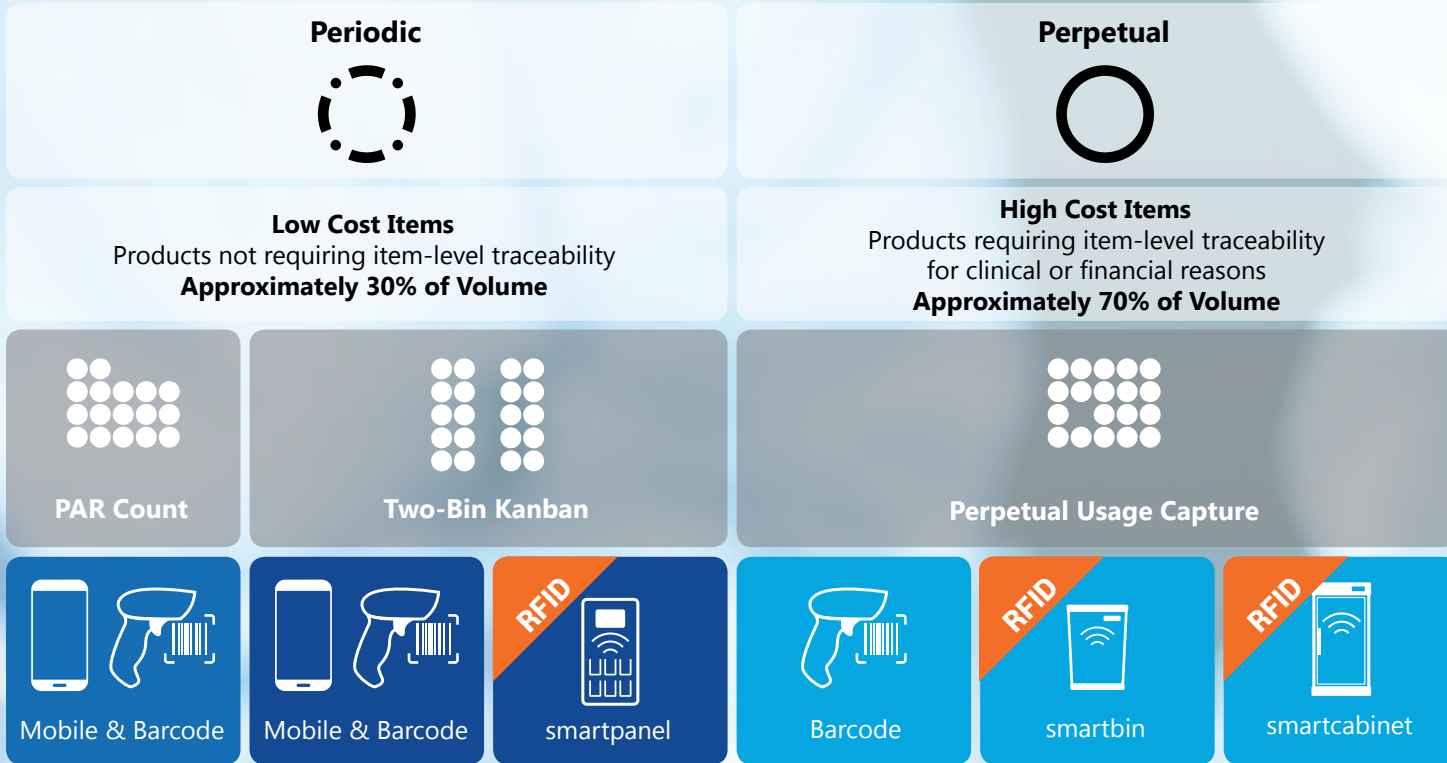 Periodic
Perpetual
Low Cost Items
Products not requiring item-level traceability
Approximately 30% of Volume
High Cost Items
Products requiring item-level traceability
for clinical or financial reasons
Approximately 70% of Volume
PAR Count
Two-Bin Kanban
Perpetual Usage Capture
Mobile & Barcode
Mobile & Barcode
RFID
smartpanel
Barcode
RFID
smartbin
RFID
smartcabinet